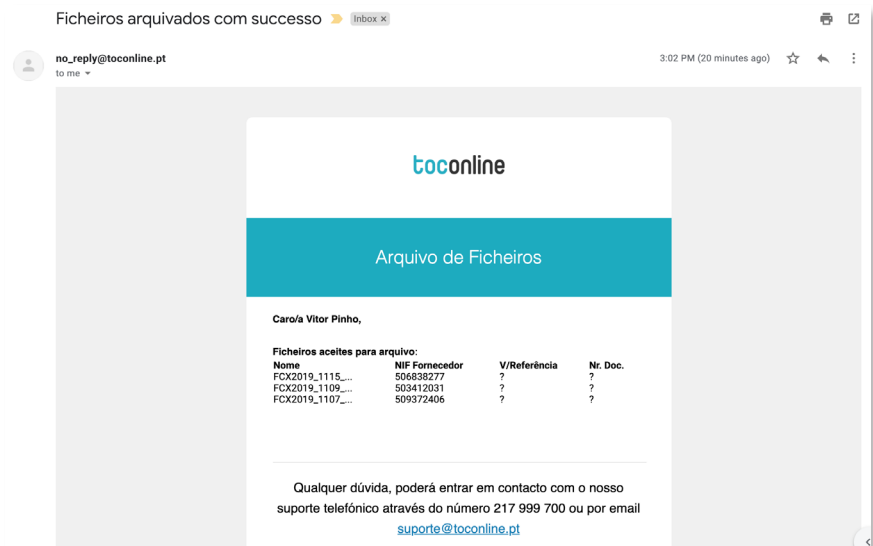 Ficheiros arquivados com successo Inbox ×
no_reply@toconline.pt 3:02 PM (20 minutes ago)
to me
toconline
Arquivo de Ficheiros
Caro/a Vitor Pinho,
Ficheiros aceites para arquivo:
Nome NIF Fornecedor V/Referência Nr. Doc.
FCX2019_1115_... 506838277 ? ?
FCX2019_1109_... 503412031 ? ?
FCX2019_1107_... 509372406 ? ?
Qualquer dúvida, poderá entrar em contacto com o nosso
suporte telefónico através do número 217 999 700 ou por email
suporte@toconline.pt